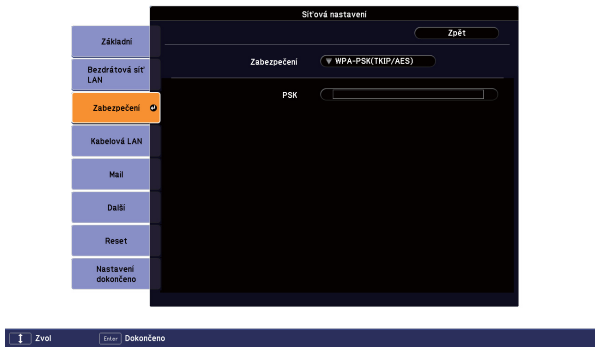 Síťová nastavení
Zpět
Základní
Zabezpečení
WPA-PSK(TKIP/AES)
Bezdrátová síť
LAN
Zabezpečení
PSK
Kabelová LAN
Mail
Další
Reset
Nastavení
dokončeno
Zvol
Enter Dokončeno